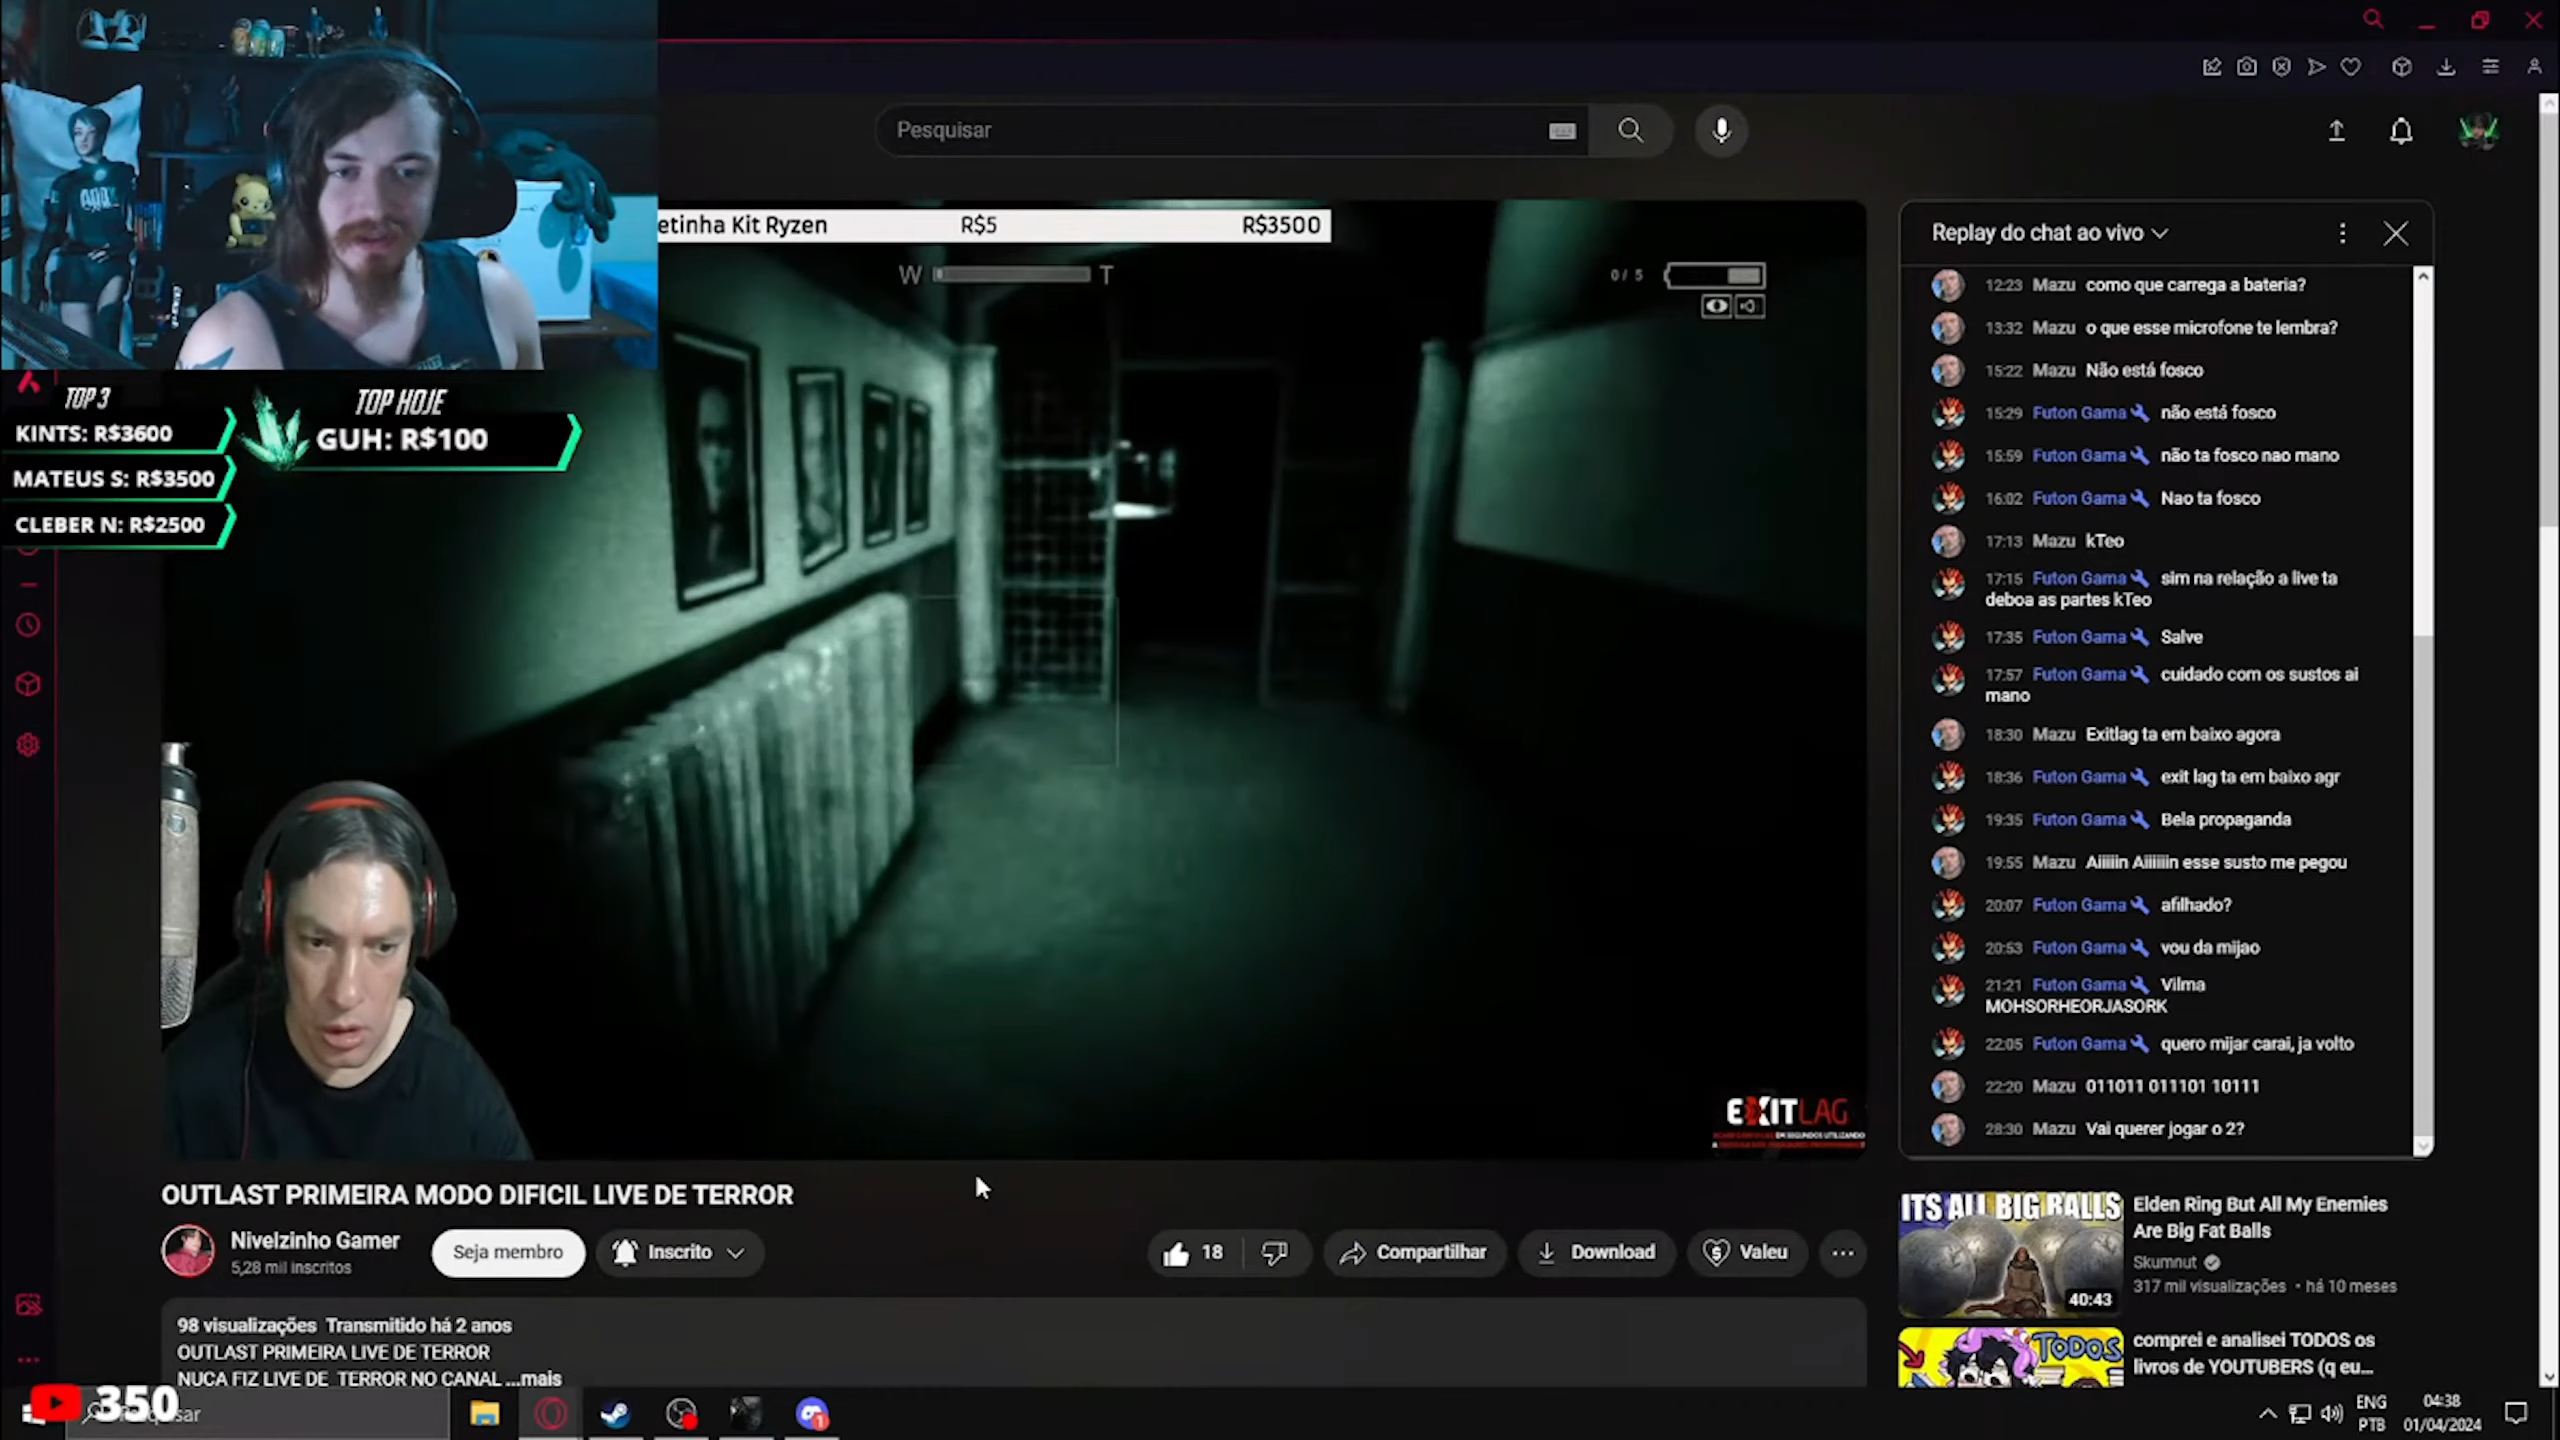 Pesquisar
etinha Kit Ryzen R$5 R$3500
W T
0/ 5
TOP 3
KINTS: R$3600
MATEUS S: R$3500
CLEBER N: R$2500
TOP HOJE
GUH: R$100
EXITLAG
OUTLAST PRIMEIRA MODO DIFICIL LIVE DE TERROR
Nivelzinho Gamer
5,28 mil inscritos
Seja membro
Inscrito
18
Compartilhar
Download
Valeu
98 visualizações Transmitido há 2 anos
OUTLAST PRIMEIRA LIVE DE TERROR
NUCA FIZ LIVE DE TERROR NO CANAL ...mais
Replay do chat ao vivo
12:23 Mazu como que carrega a bateria?
13:32 Mazu o que esse microfone te lembra?
15:22 Mazu Não está fosco
15:29 Futon Gama não está fosco
15:59 Futon Gama não ta fosco nao mano
16:02 Futon Gama Nao ta fosco
17:13 Mazu kTeo
17:15 Futon Gama sim na relação a live ta
deboa as partes kTeo
17:35 Futon Gama Salve
17:57 Futon Gama cuidado com os sustos ai
mano
18:30 Mazu Exitlag ta em baixo agora
18:36 Futon Gama exit lag ta em baixo agr
19:35 Futon Gama Bela propaganda
19:55 Mazu Aiiiiin Aiiiiiin esse susto me pegou
20:07 Futon Gama afilhado?
20:53 Futon Gama vou da mijao
21:21 Futon Gama Vilma
MOHSORHEORJASORK
22:05 Futon Gama quero mijar carai, ja volto
22:20 Mazu 011011 011101 10111
28:30 Mazu Vai querer jogar o 2?
ITS ALL BIG BALLS
40:43
Elden Ring But All My Enemies
Are Big Fat Balls
Skumnut
317 mil visualizações • há 10 meses
TODOS
comprei e analisei TODOS os
livros de YOUTUBERS (q eu...
350
sar
1
ENG
PTB
04:38
01/04/2024